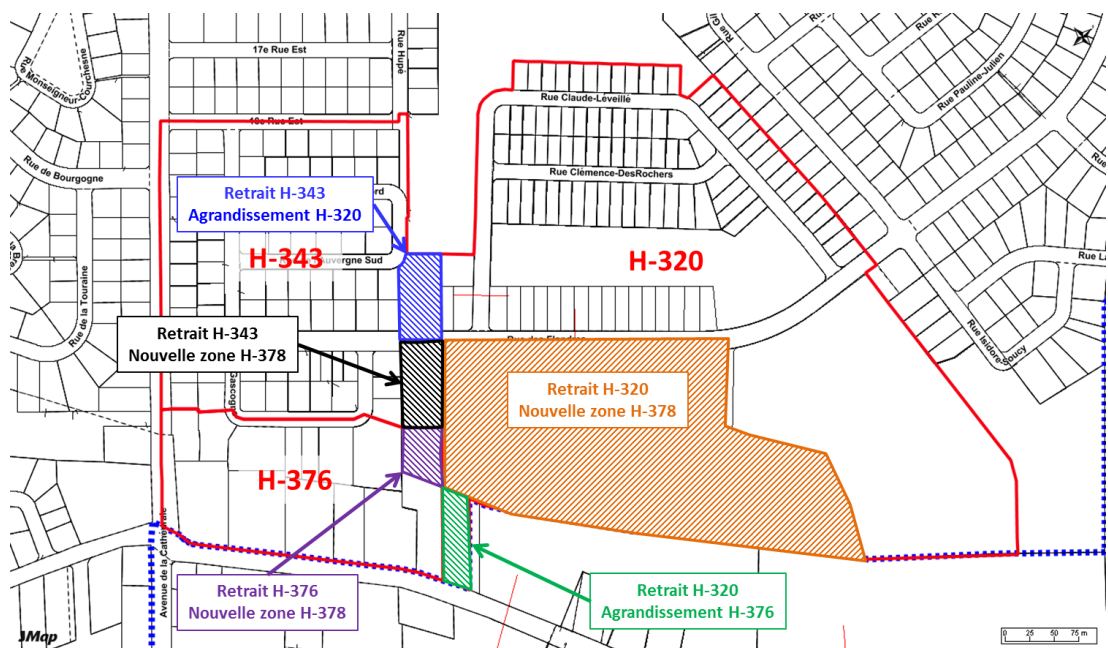 17e Rue Est
Rue Hupé
Rue Monseigneur-Courchesne
Rue Pauline-Julien
Rue Claude-Léveillé
Rue de Bourgogne
Rue Clémence-DesRochers
Retrait H-343
Agrandissement H-320
H-343
Auvergne Sud
H-320
Rue de la Touraine
Retrait H-343
Nouvelle zone H-378
Rue Isidore-Soucy
Gascogne
Retrait H-320
Nouvelle zone H-378
H-376
Avenue de la Cathédrale
Retrait H-376
Nouvelle zone H-378
Retrait H-320
Agrandissement H-376
JMap
0 25 50 75 m